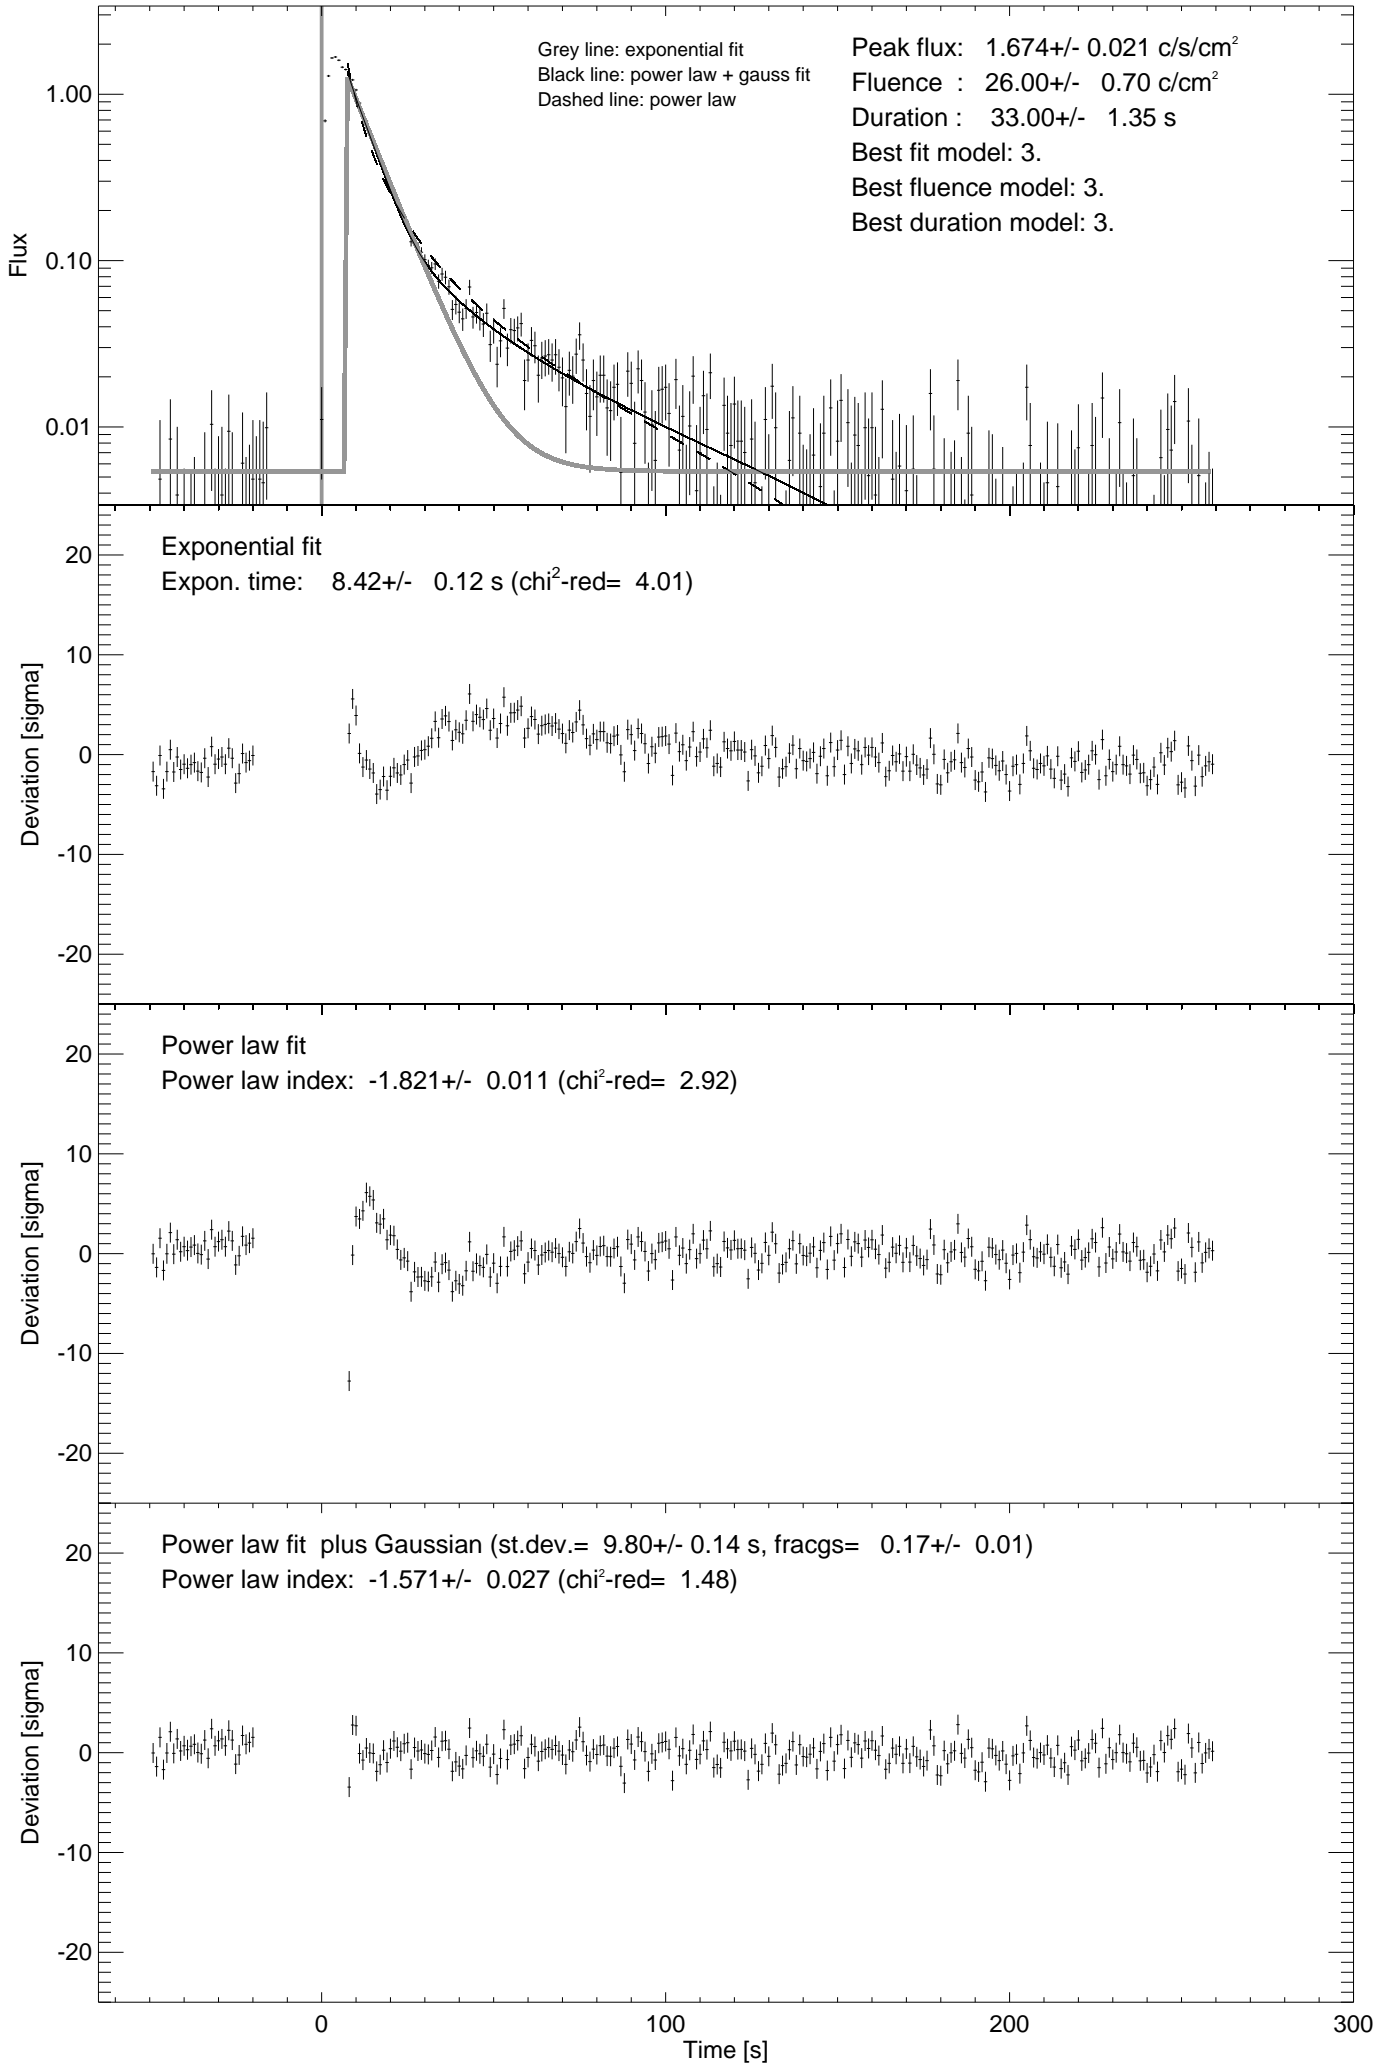 Grey line: exponential fit
Black line: power law + gauss fit
Dashed line: power law
Peak flux: 1.674+/- 0.021 c/s/cm²
Fluence : 26.00+/- 0.70 c/cm²
Duration : 33.00+/- 1.35 s
Best fit model: 3.
Best fluence model: 3.
Best duration model: 3.
Flux
1.00
0.10
0.01
Exponential fit
Expon. time: 8.42+/- 0.12 s (chi²-red= 4.01)
Deviation [sigma]
20
10
0
-10
-20
Power law fit
Power law index: -1.821+/- 0.011 (chi²-red= 2.92)
Deviation [sigma]
20
10
0
-10
-20
Power law fit plus Gaussian (st.dev.= 9.80+/- 0.14 s, fracgs= 0.17+/- 0.01)
Power law index: -1.571+/- 0.027 (chi²-red= 1.48)
Deviation [sigma]
20
10
0
-10
-20
0 100 200 300
Time [s]